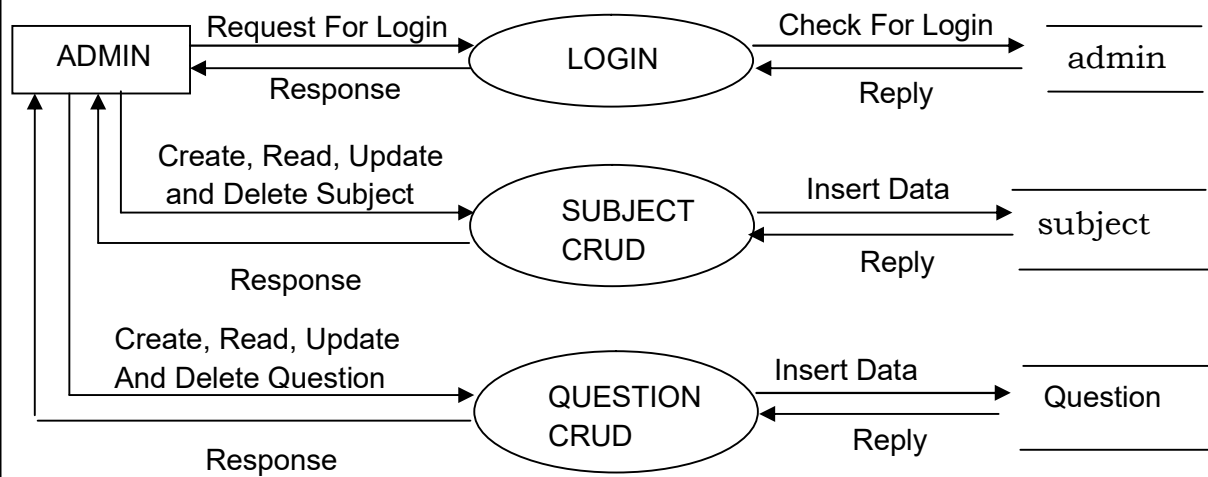 Request For Login
Check For Login
ADMIN
LOGIN
admin
Response
Reply
Create, Read, Update
and Delete Subject
Insert Data
SUBJECT
CRUD
subject
Response
Reply
Create, Read, Update
And Delete Question
Insert Data
QUESTION
CRUD
Question
Response
Reply